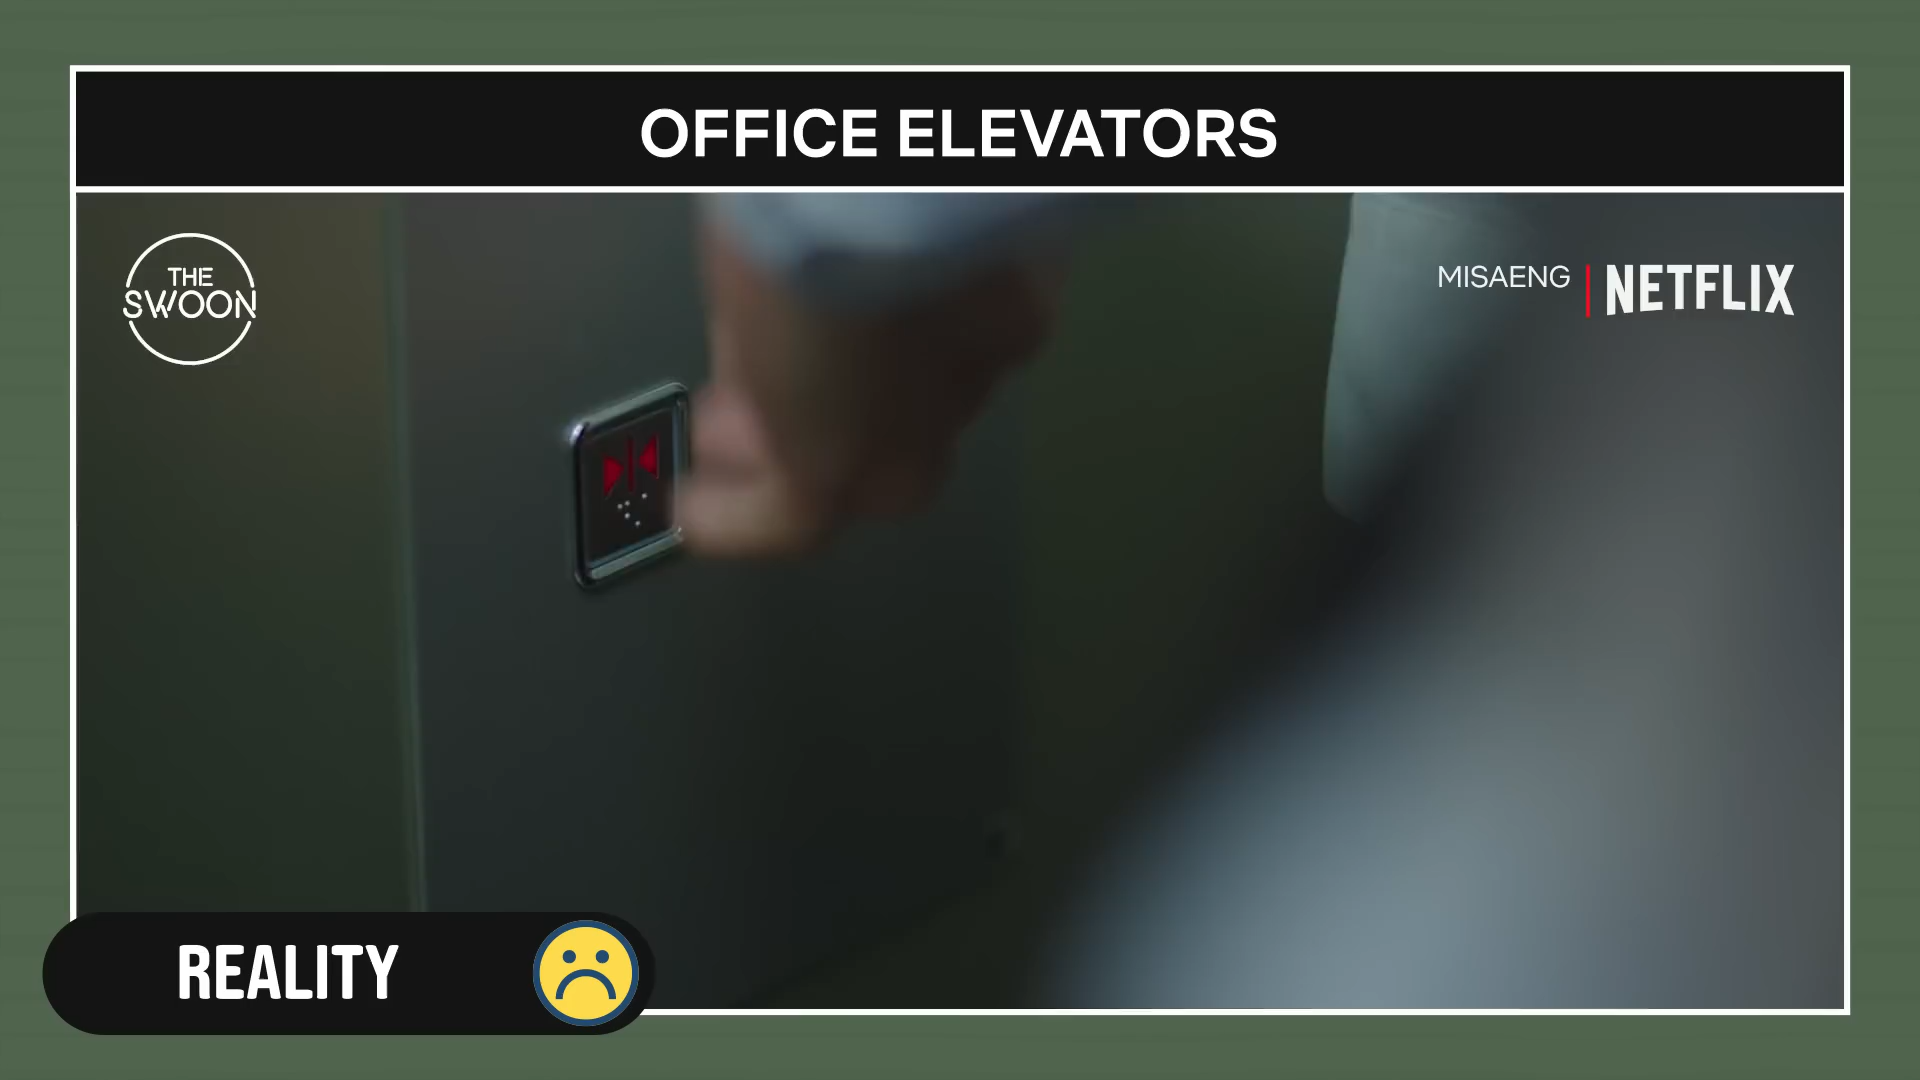 OFFICE ELEVATORS
THE
SWOON
MISAENG
NETFLIX
REALITY